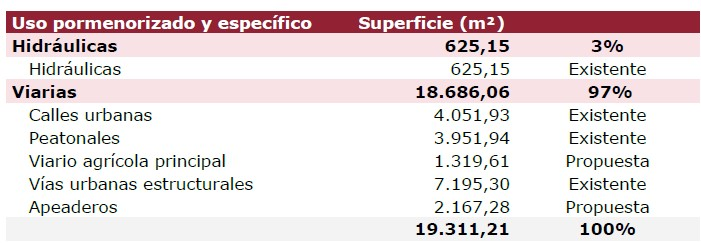 Uso pormenorizado y específico Superficie (m²)
Hidráulicas 625,15 3%
Hidráulicas 625,15 Existente
Viarias 18.686,06 97%
Calles urbanas 4.051,93 Existente
Peatonales 3.951,94 Existente
Viario agrícola principal 1.319,61 Propuesta
Vías urbanas estructurales 7.195,30 Existente
Apeaderos 2.167,28 Propuesta
19.311,21 100%